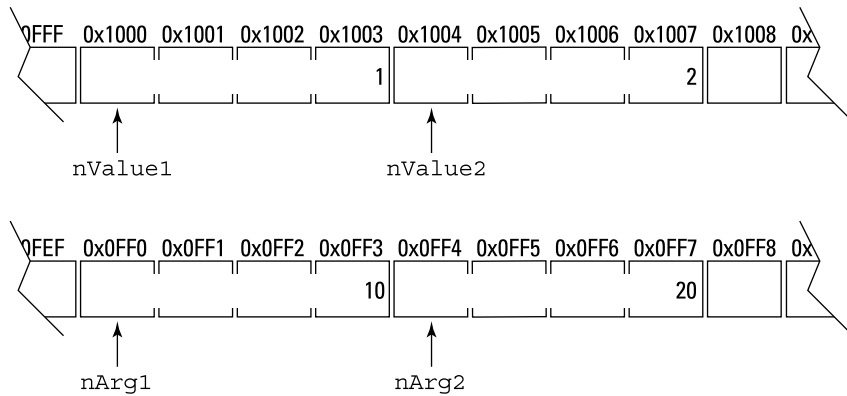 0FFF 0x1000 0x1001 0x1002 0x1003 0x1004 0x1005 0x1006 0x1007 0x1008 0x
1 2
nValue1 nValue2
0FEF 0x0FF0 0x0FF1 0x0FF2 0x0FF3 0x0FF4 0x0FF5 0x0FF6 0x0FF7 0x0FF8 0x
10 20
nArg1 nArg2